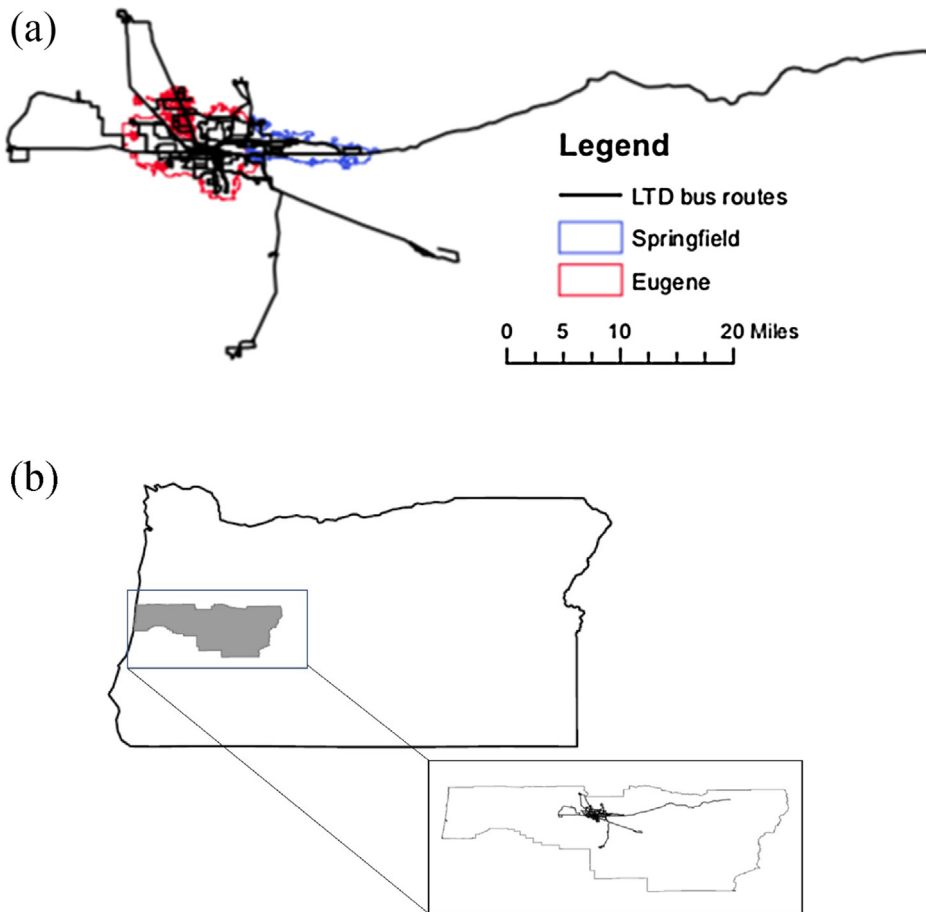 (a)
Legend
LTD bus routes
Springfield
Eugene
0 5 10 20 Miles
(b)